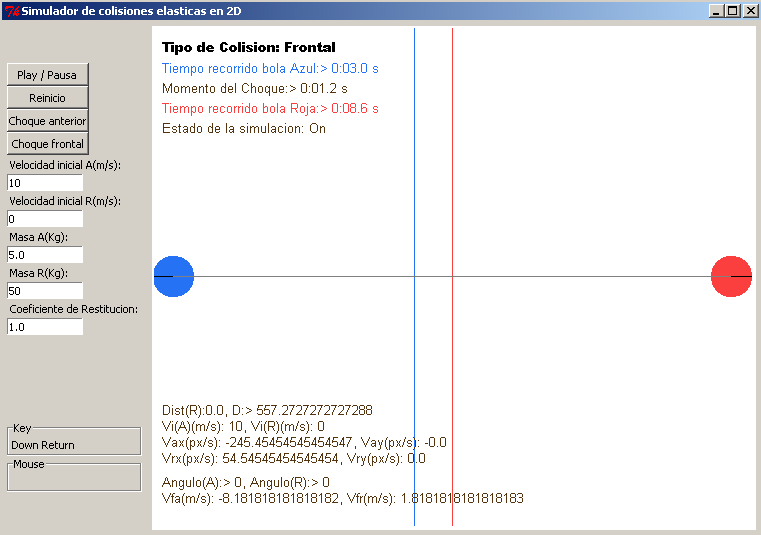 Simulador de colisiones elasticas en 2D
Play / Pausa
Reinicio
Choque anterior
Choque frontal
Velocidad inicial A(m/s):
10
Velocidad inicial R(m/s):
0
Masa A(Kg):
5.0
Masa R(Kg):
50
Coeficiente de Restitucion:
1.0
Key
Down Return
Mouse
Tipo de Colision: Frontal
Tiempo recorrido bola Azul:> 0:03.0 s
Momento del Choque:> 0:01.2 s
Tiempo recorrido bola Roja:> 0:08.6 s
Estado de la simulacion: On
Dist(R):0.0, D:> 557.2727272727288
Vi(A)(m/s): 10, Vi(R)(m/s): 0
Vax(px/s): -245.45454545454547, Vay(px/s): -0.0
Vrx(px/s): 54.54545454545454, Vry(px/s): 0.0
Angulo(A):> 0, Angulo(R):> 0
Vfa(m/s): -8.181818181818182, Vfr(m/s): 1.8181818181818183